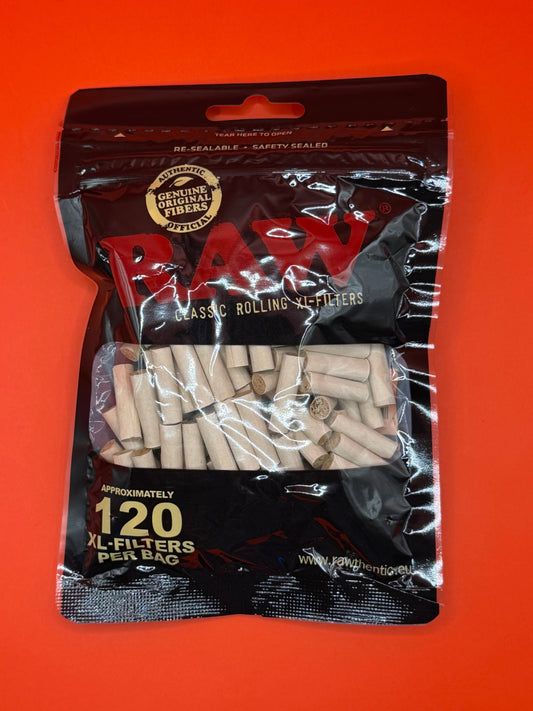 TEAR HERE TO OPEN
RE-SEALABLE • SAFETY SEALED
AUTHENTIC
GENUINE
ORIGINAL
FIBERS
OFFICIAL
RAW®
CLASSIC ROLLING XL-FILTERS
APPROXIMATELY
120
XL-FILTERS
PER BAG
www.rawthentic.eu